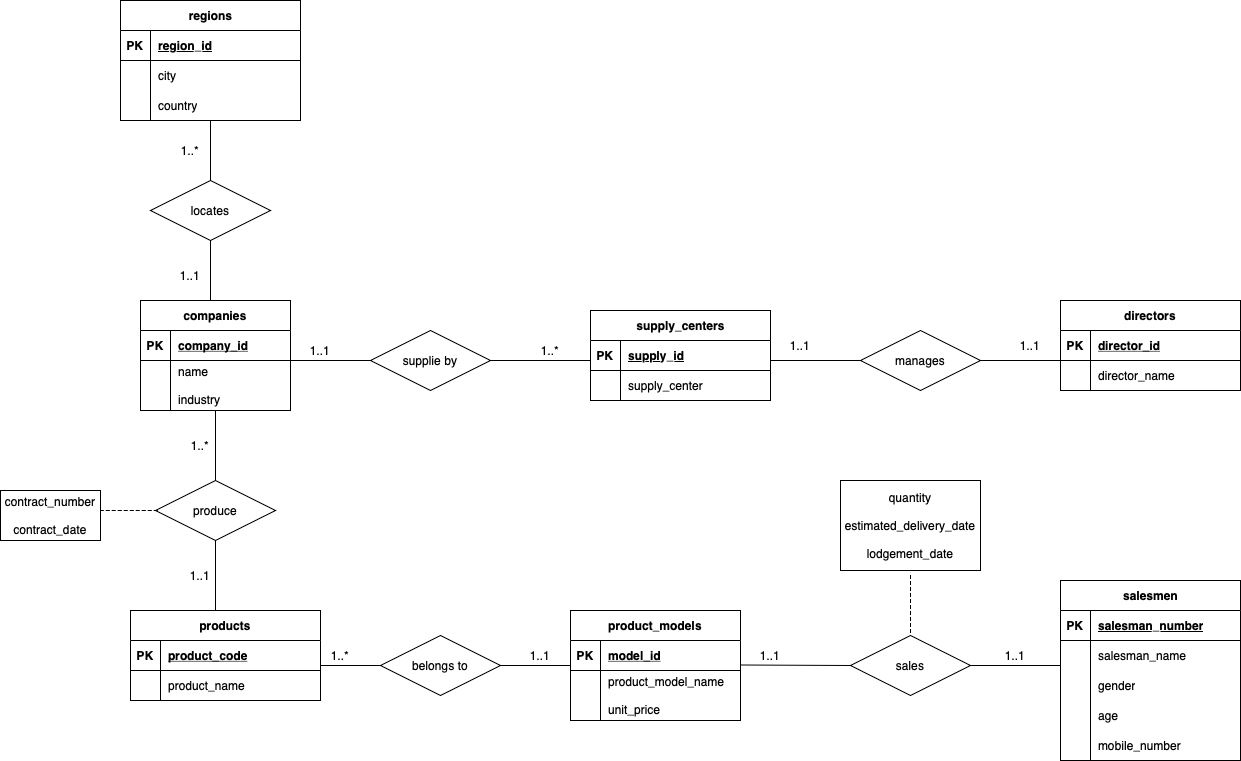 regions
PK region_id
city
country
1..*
locates
1..1
companies
PK company_id
name
industry
1..1
supplie by
1..*
supply_centers
PK supply_id
supply_center
1..1
manages
1..1
directors
PK director_id
director_name
1..*
contract_number
contract_date
produce
1..1
quantity
estimated_delivery_date
lodgement_date
products
PK product_code
product_name
1..*
belongs to
1..1
product_models
PK model_id
product_model_name
unit_price
1..1
sales
1..1
salesmen
PK salesman_number
salesman_name
gender
age
mobile_number